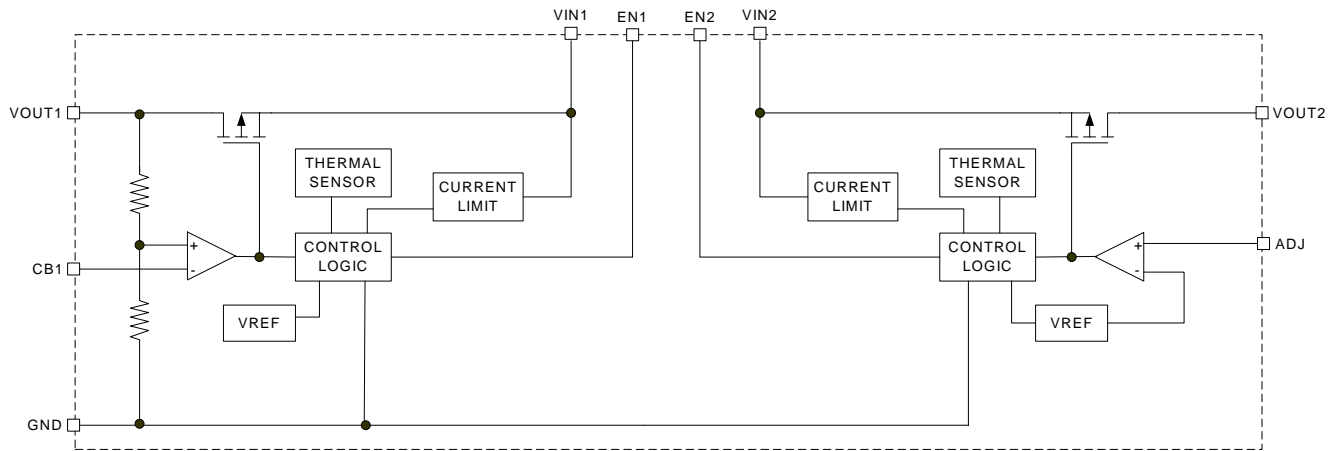 VIN1
EN1
EN2
VIN2
VOUT1
VOUT2
THERMAL
SENSOR
CURRENT
LIMIT
CURRENT
LIMIT
THERMAL
SENSOR
+
-
CONTROL
LOGIC
CONTROL
LOGIC
+
-
ADJ
CB1
VREF
VREF
GND